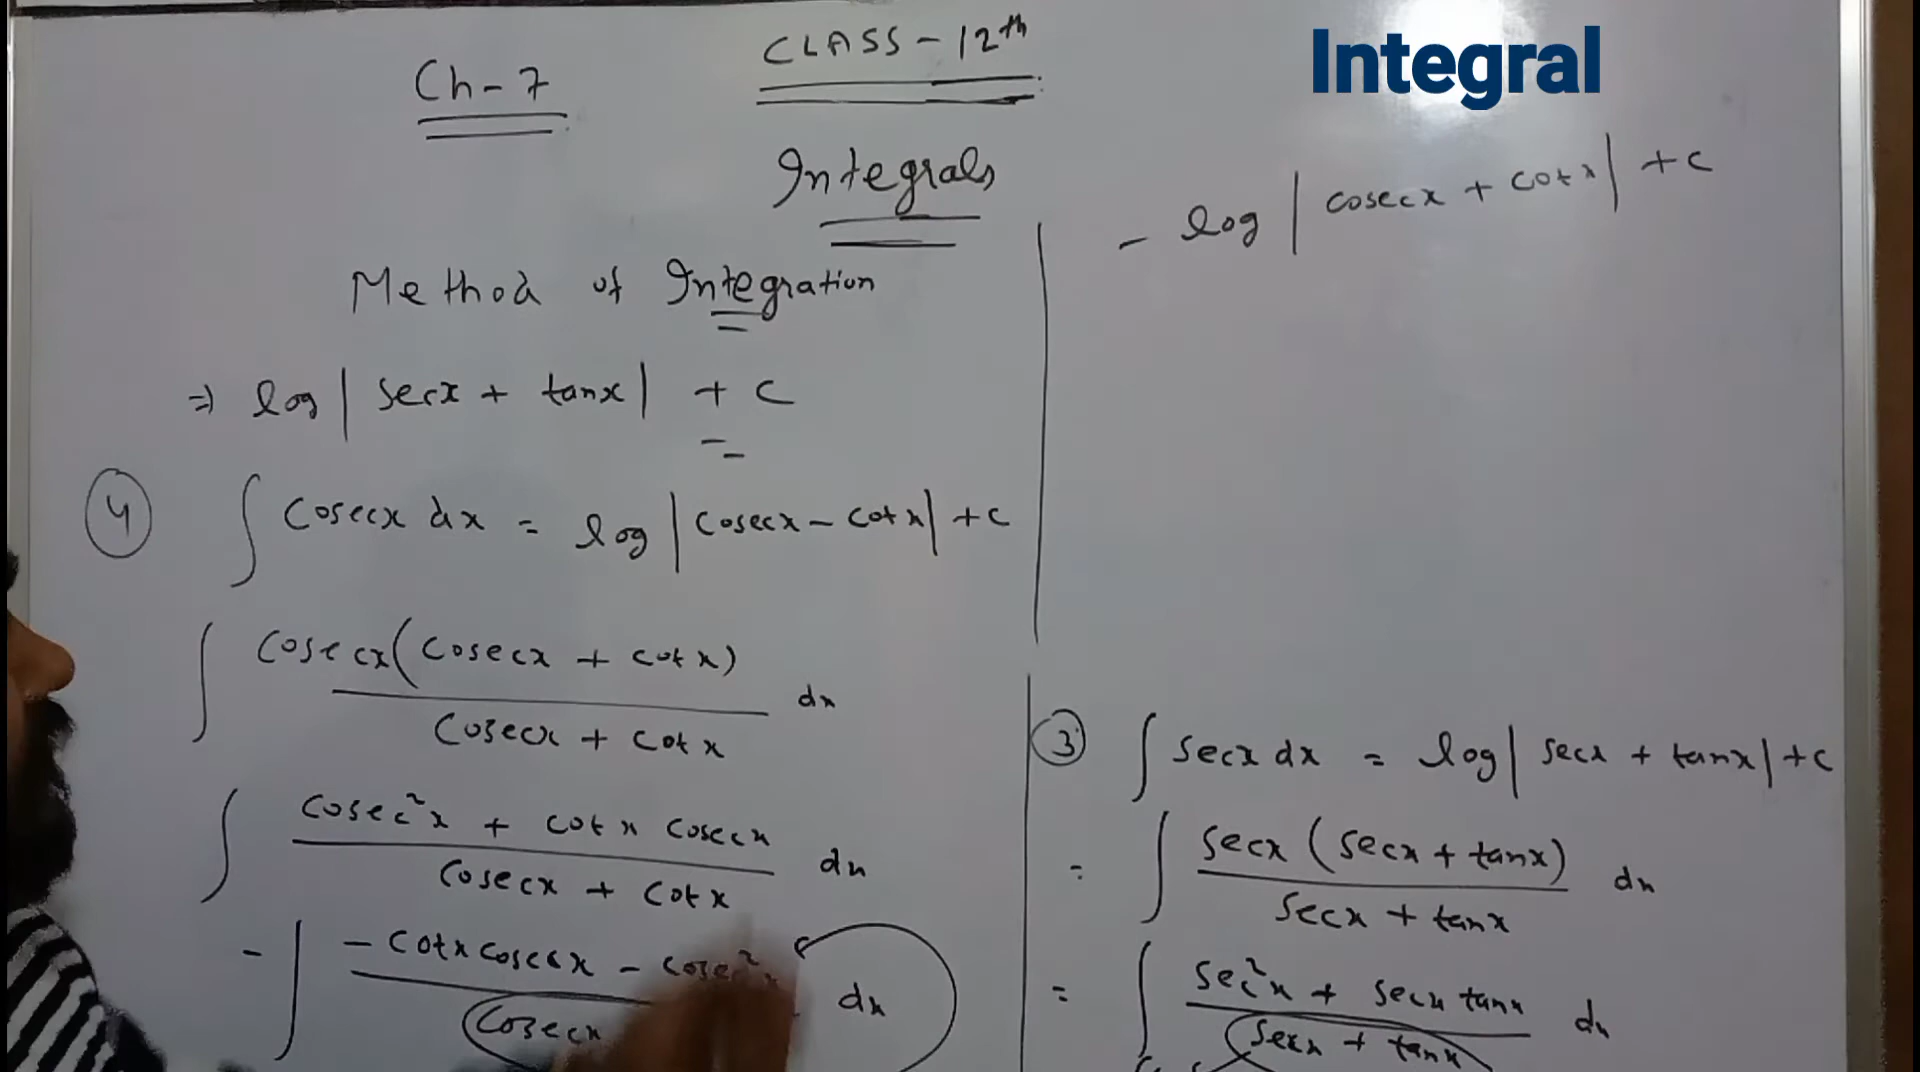 Integral
Ch-7
CLASS-12th
Integrals
Method of Integration
⇒ log | secx + tanx | + c
④ ∫ cosecx dx = log | cosecx - cotx | + c
∫ cosecx (cosecx + cotx) / cosecx + cotx dx
∫ cosec²x + cotx cosecx / cosecx + cotx dx
- ∫ -cotx cosecx - cosec²x / cosecx dx
- log | cosecx + cotx | + c
③ ∫ secx dx = log | secx + tanx | + c
= ∫ secx (secx + tanx) / secx + tanx dx
= ∫ sec²x + secx tanx / secx + tanx dx